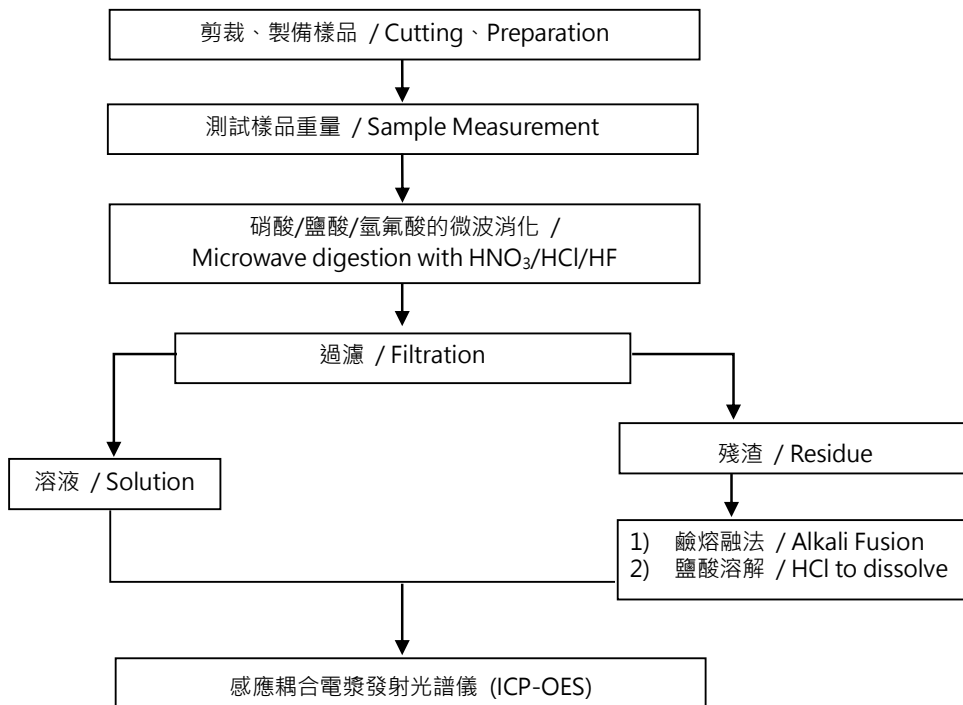 剪裁、製備樣品 / Cutting、Preparation
測試樣品重量 / Sample Measurement
硝酸/鹽酸/氫氟酸的微波消化 /
Microwave digestion with HNO₃/HCl/HF
過濾 / Filtration
溶液 / Solution
殘渣 / Residue
1) 鹼熔融法 / Alkali Fusion
2) 鹽酸溶解 / HCl to dissolve
感應耦合電漿發射光譜儀 (ICP-OES)